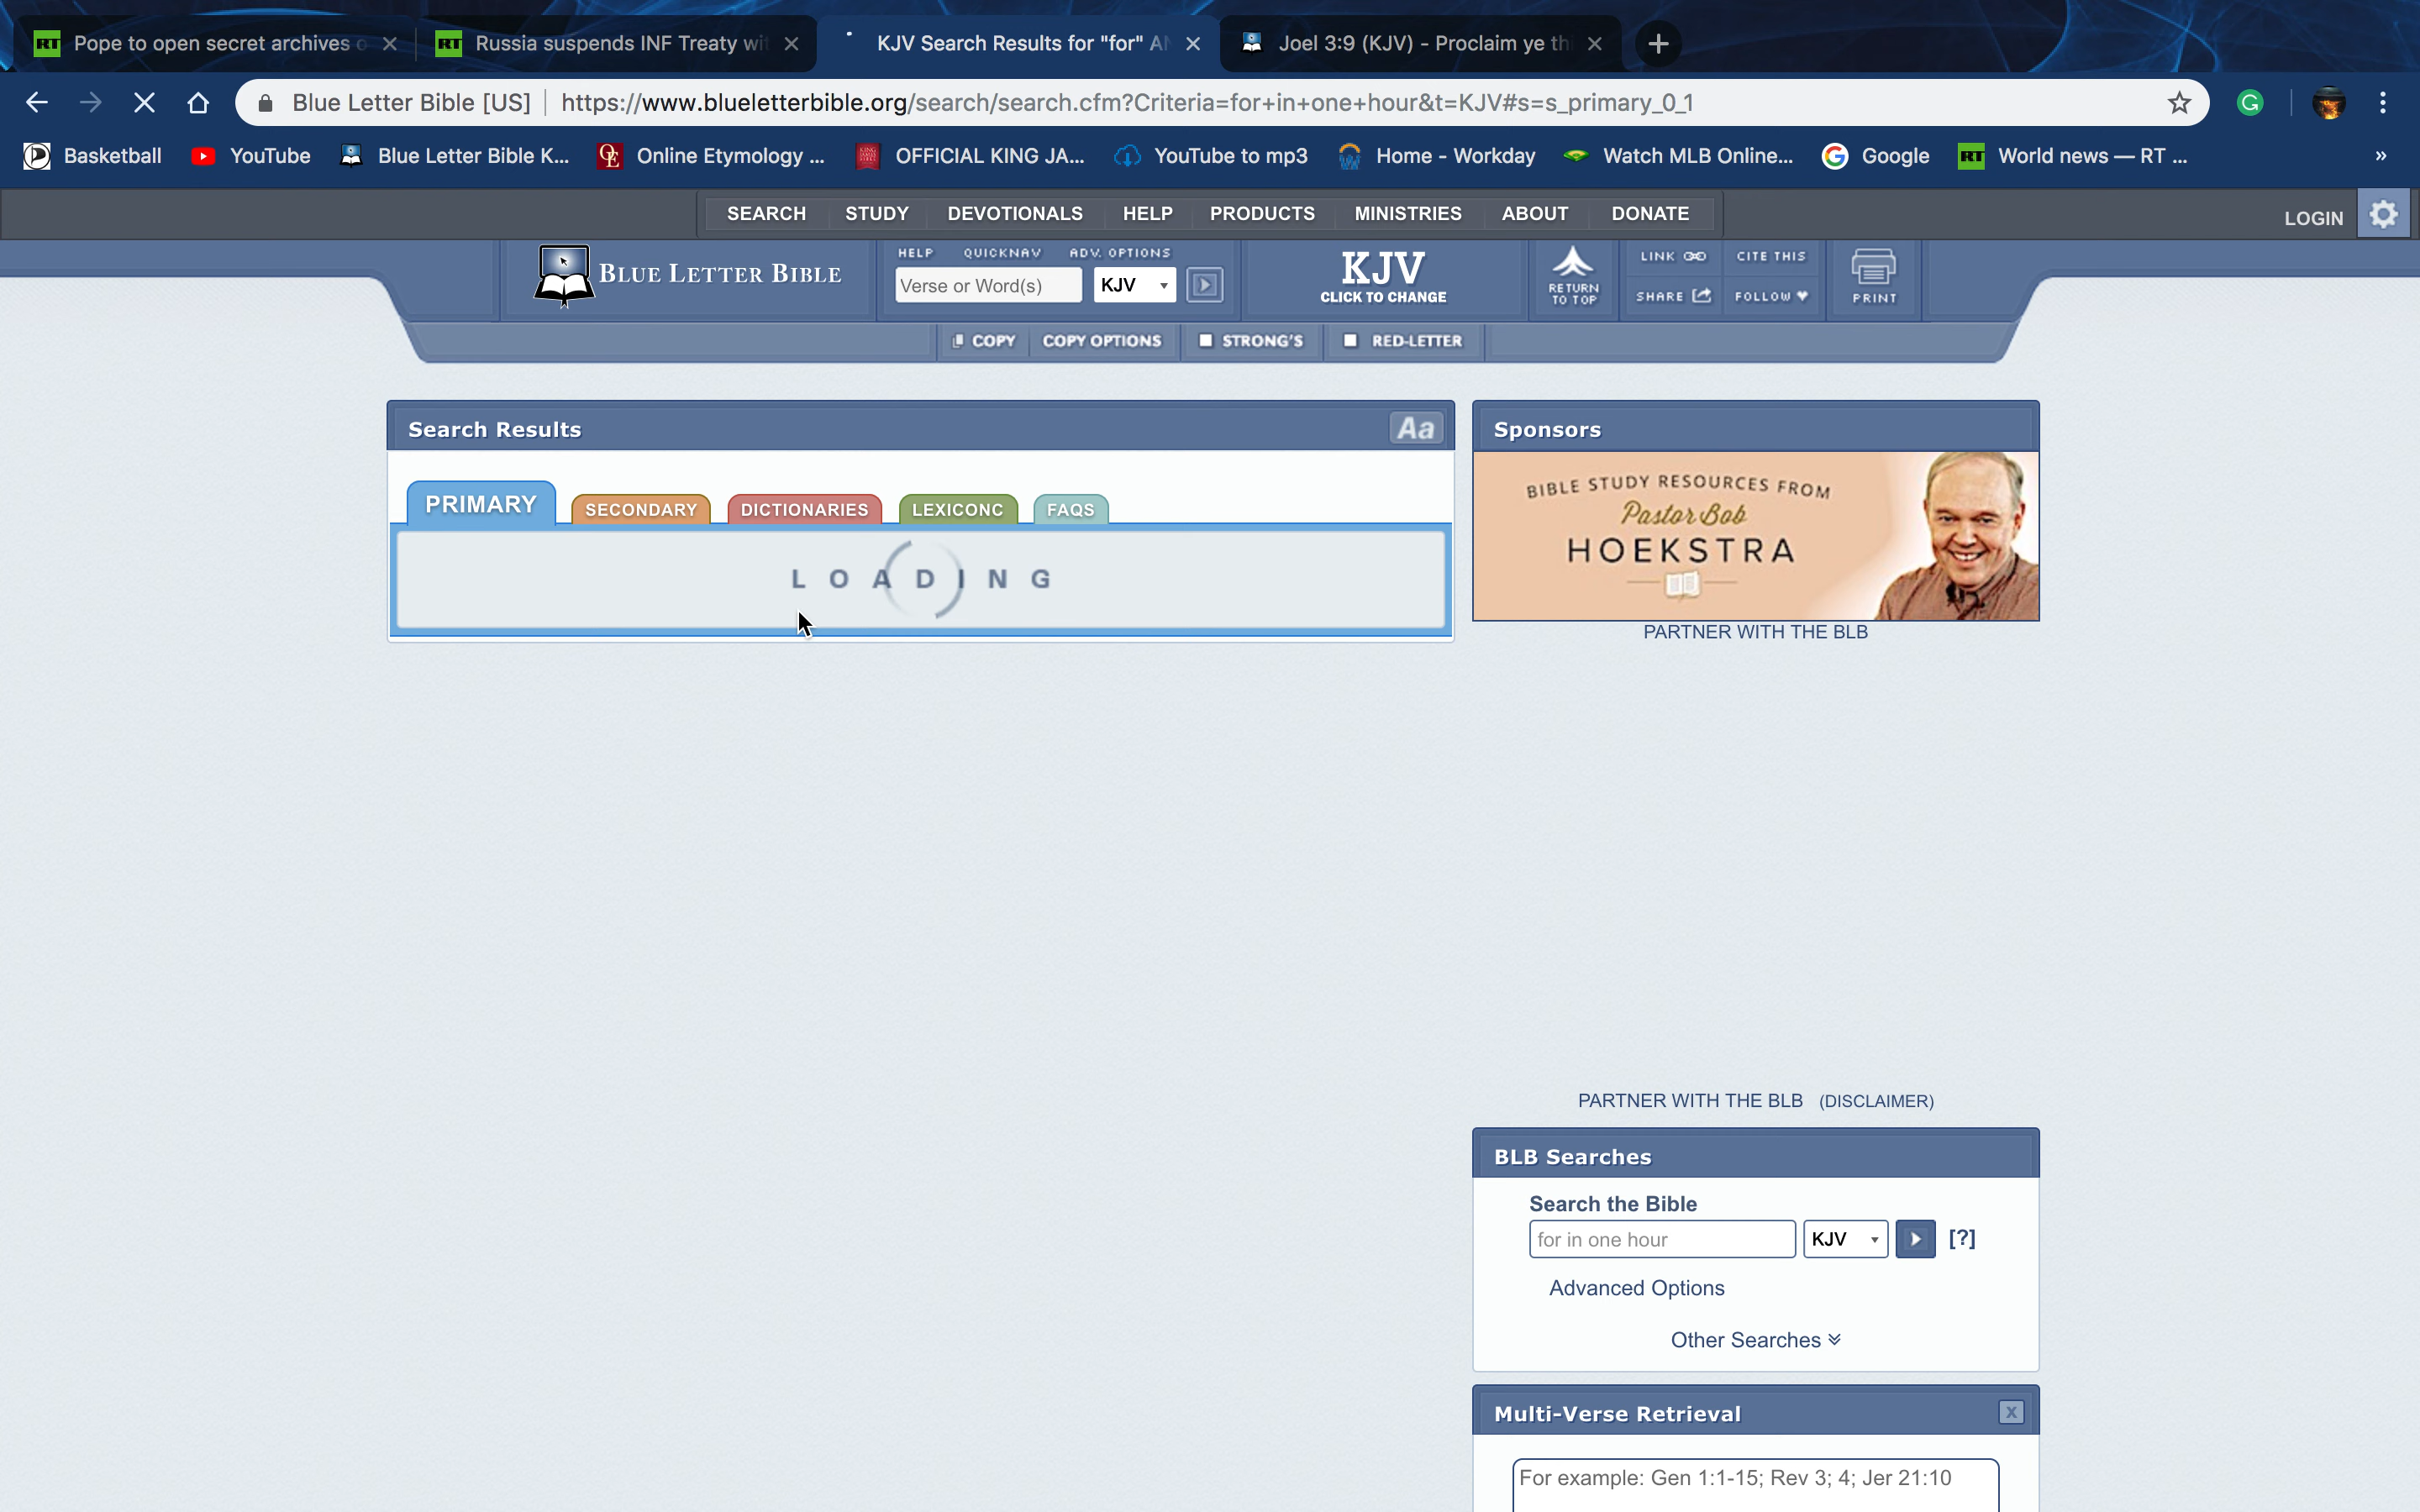 RT Pope to open secret archives o
RT Russia suspends INF Treaty wit
KJV Search Results for "for" AN
Joel 3:9 (KJV) - Proclaim ye thi
Blue Letter Bible [US] https://www.blueletterbible.org/search/search.cfm?Criteria=for+in+one+hour&t=KJV#s=s_primary_0_1
G
Basketball YouTube Blue Letter Bible K... OE Online Etymology ... OFFICIAL KING JA... YouTube to mp3 Home - Workday Watch MLB Online... Google RT World news — RT ... »
SEARCH STUDY DEVOTIONALS HELP PRODUCTS MINISTRIES ABOUT DONATE LOGIN
BLUE LETTER BIBLE
HELP QUICKNAV ADV. OPTIONS
Verse or Word(s) KJV
KJV
CLICK TO CHANGE
RETURN
TO TOP
LINK CITE THIS
SHARE FOLLOW
PRINT
COPY COPY OPTIONS STRONG'S RED-LETTER
Search Results Aa
PRIMARY SECONDARY DICTIONARIES LEXICONC FAQS
LOADING
Sponsors
BIBLE STUDY RESOURCES FROM
Pastor Bob
HOEKSTRA
PARTNER WITH THE BLB
PARTNER WITH THE BLB (DISCLAIMER)
BLB Searches
Search the Bible
for in one hour KJV [?]
Advanced Options
Other Searches
Multi-Verse Retrieval X
For example: Gen 1:1-15; Rev 3; 4; Jer 21:10